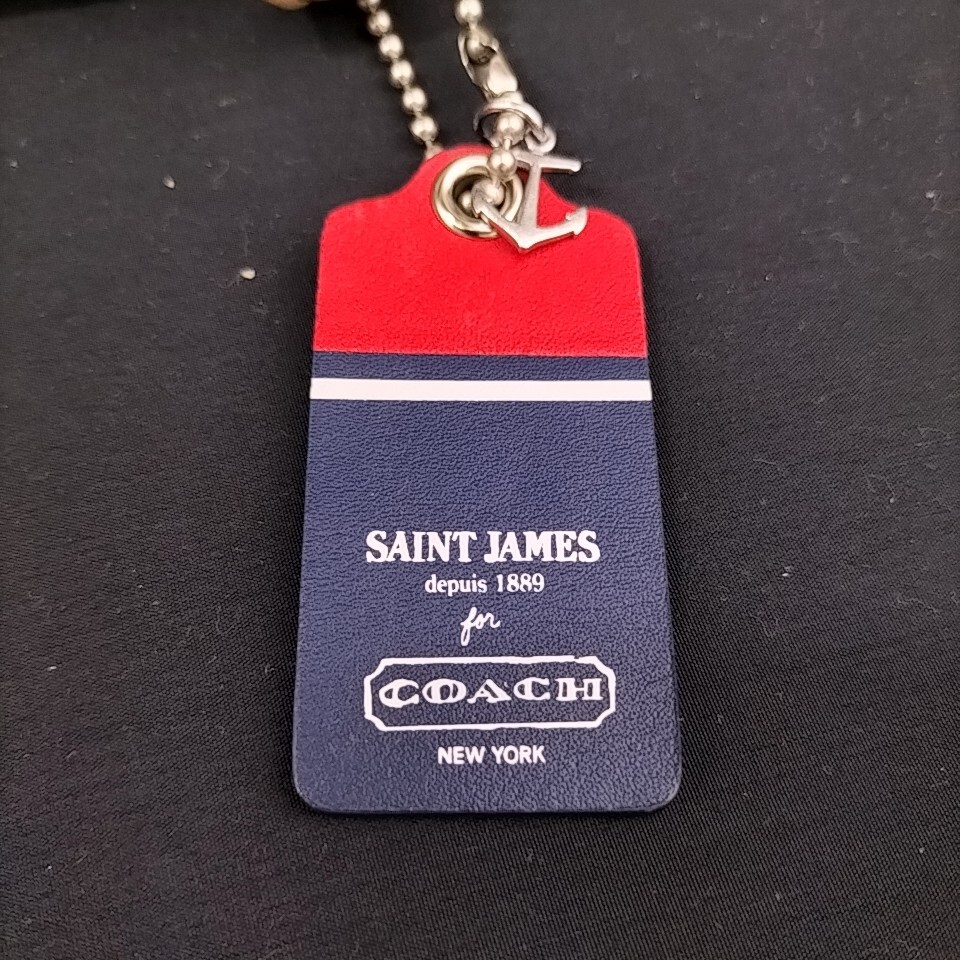 SAINT JAMES
depuis 1889
for
COACH
NEW YORK